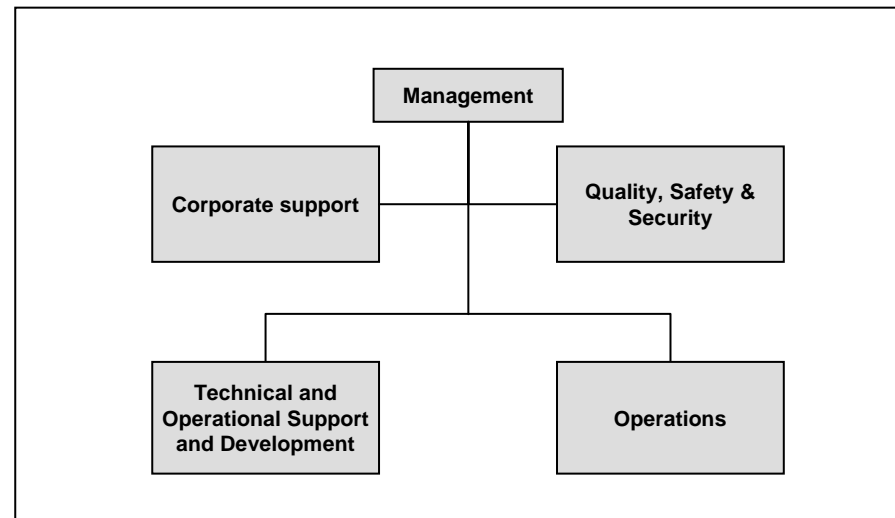 Management
Corporate support
Quality, Safety &
Security
Technical and
Operational Support
and Development
Operations